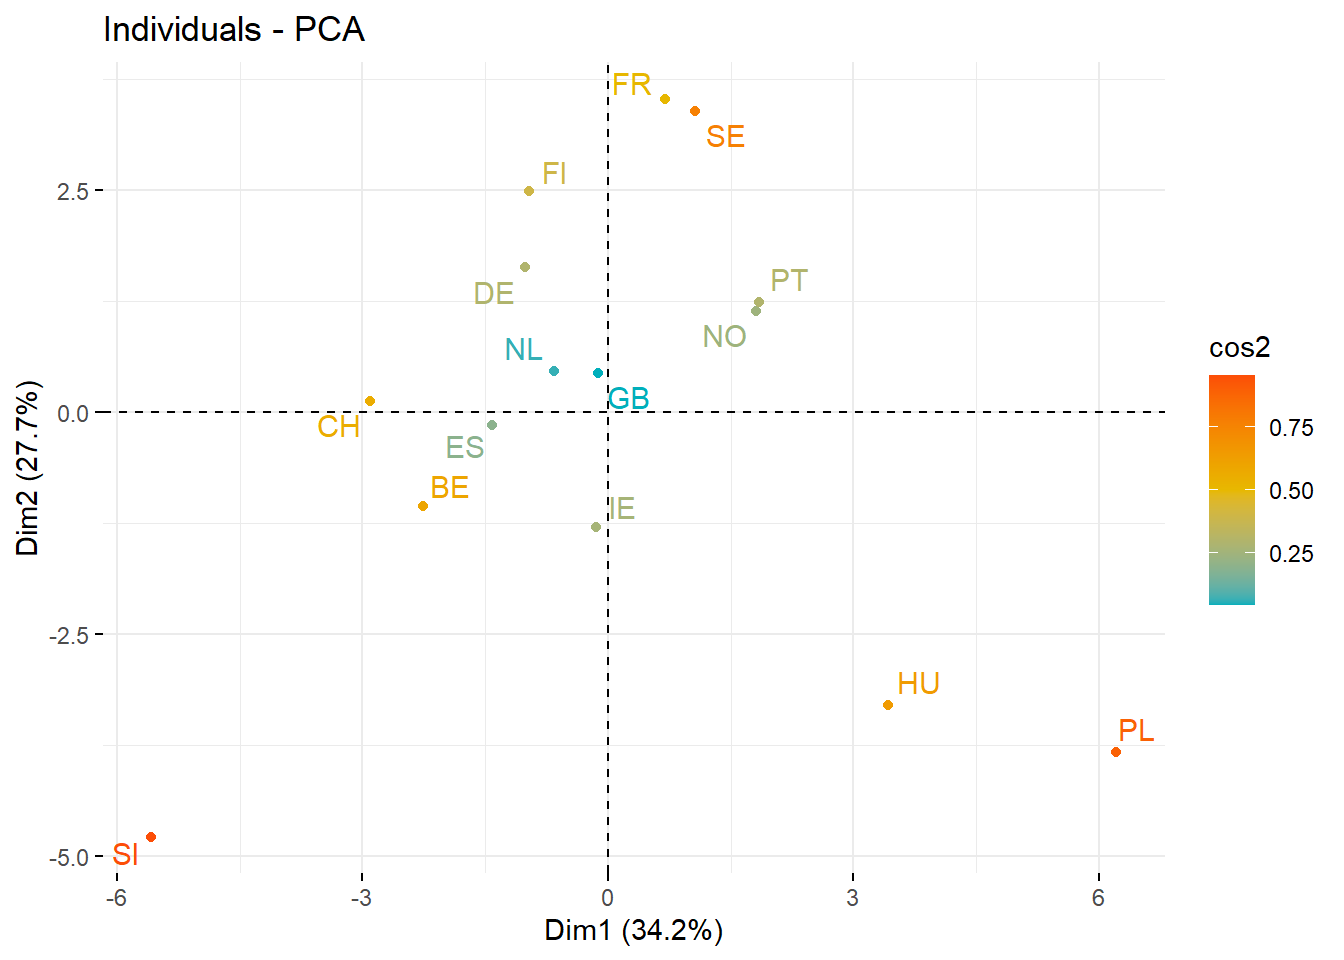 Individuals - PCA
FR
SE
FI
DE
PT
NO
NL
GB
CH
ES
BE
IE
HU
PL
SI
2.5
0.0
-2.5
-5.0
-6
-3
0
3
6
Dim1 (34.2%)
Dim2 (27.7%)
cos2
0.75
0.50
0.25